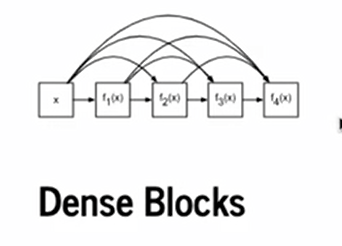 x f₁(x) f₂(x) f₃(x) f₄(x)
Dense Blocks